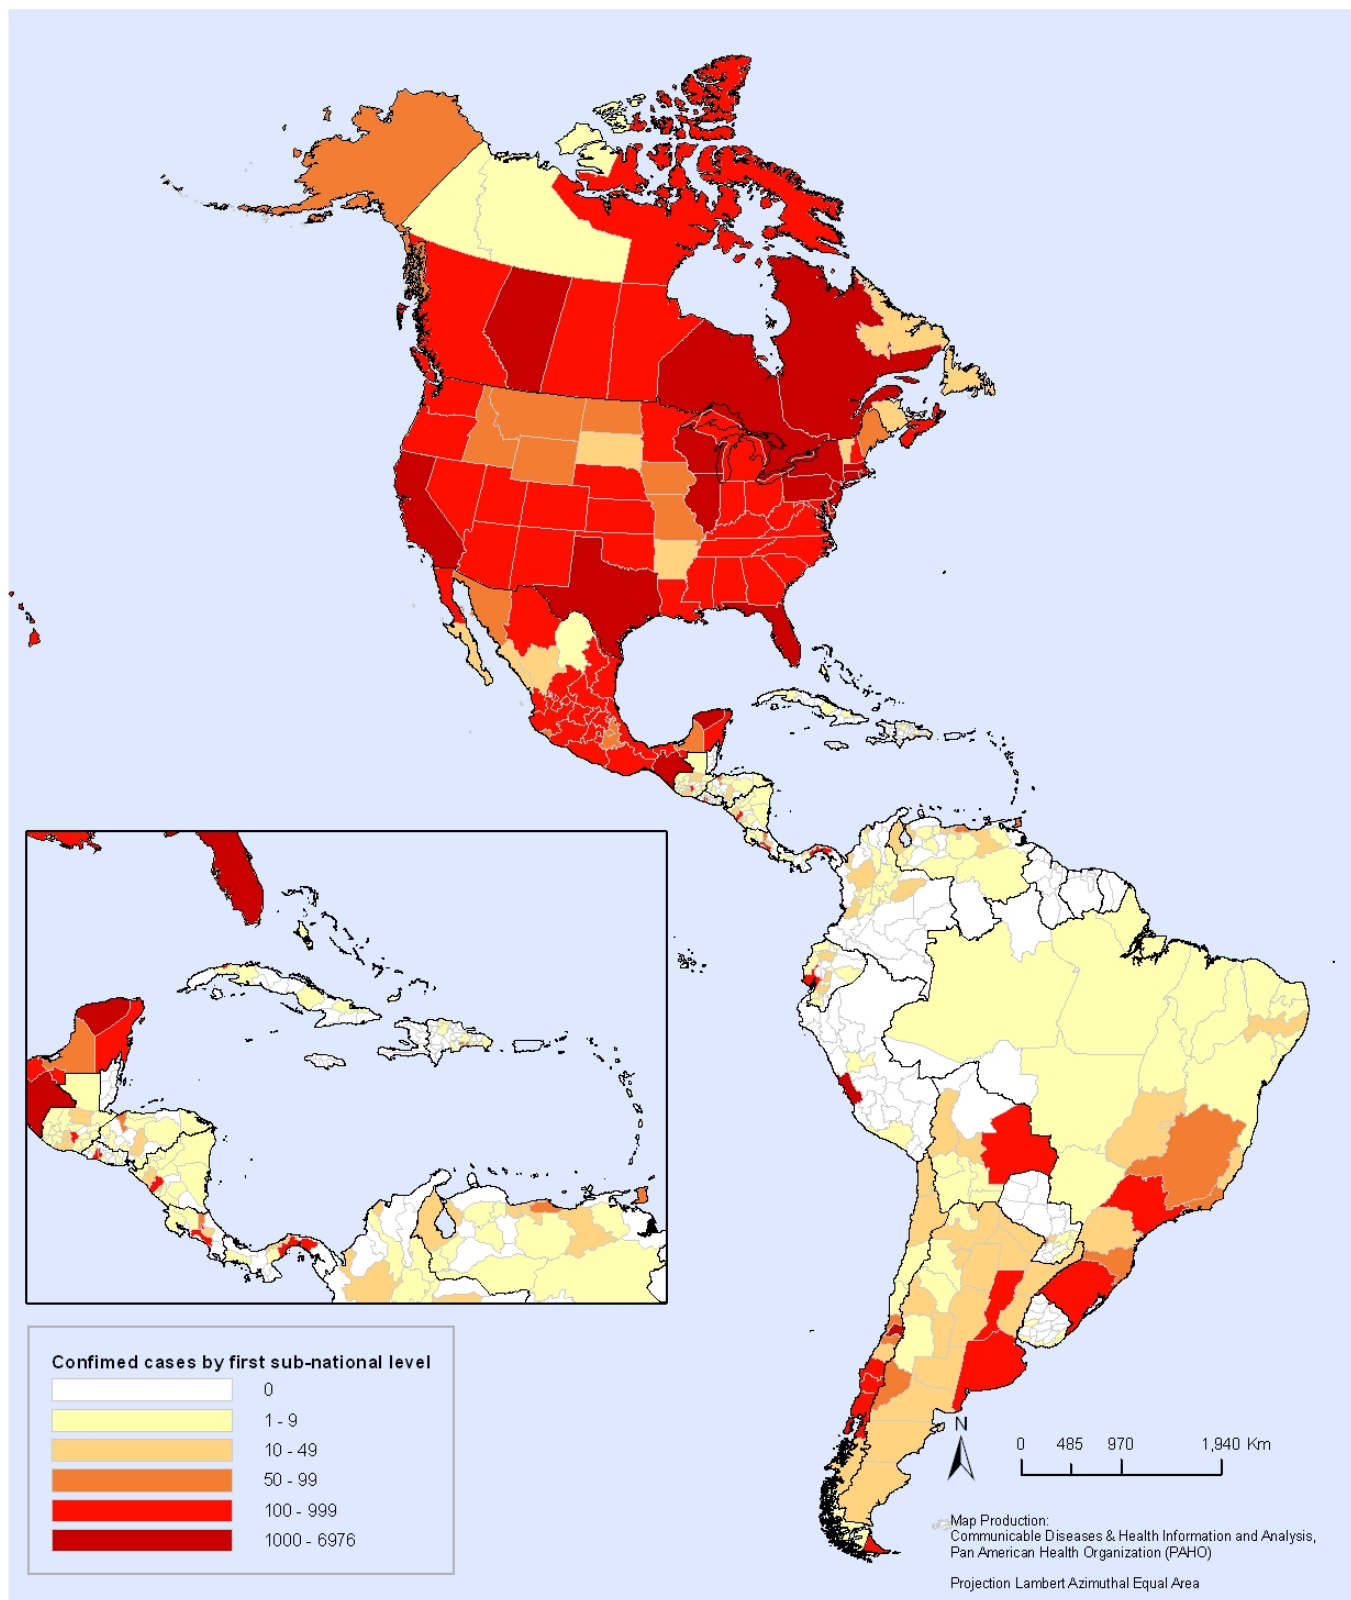 Confimed cases by first sub-national level
0
1 - 9
10 - 49
50 - 99
100 - 999
1000 - 6976
N
0 485 970 1,940 Km
Map Production:
Communicable Diseases & Health Information and Analysis,
Pan American Health Organization (PAHO)
Projection Lambert Azimuthal Equal Area